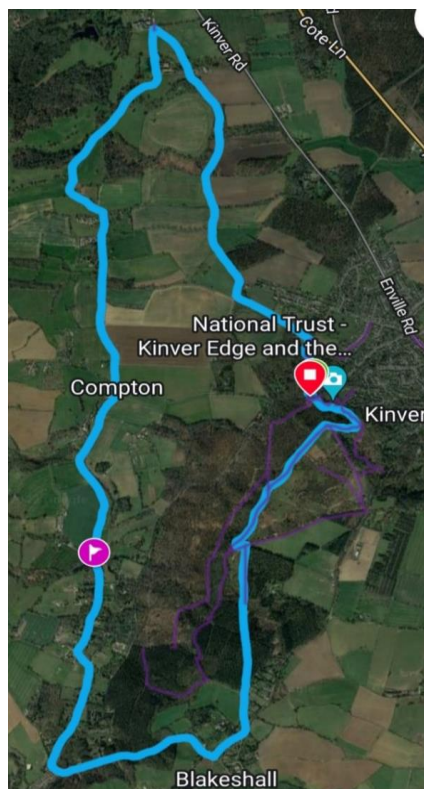 Kinver Rd
Cote Ln
Enville Rd
National Trust -
Kinver Edge and the...
Compton
Kinver
Blakeshall